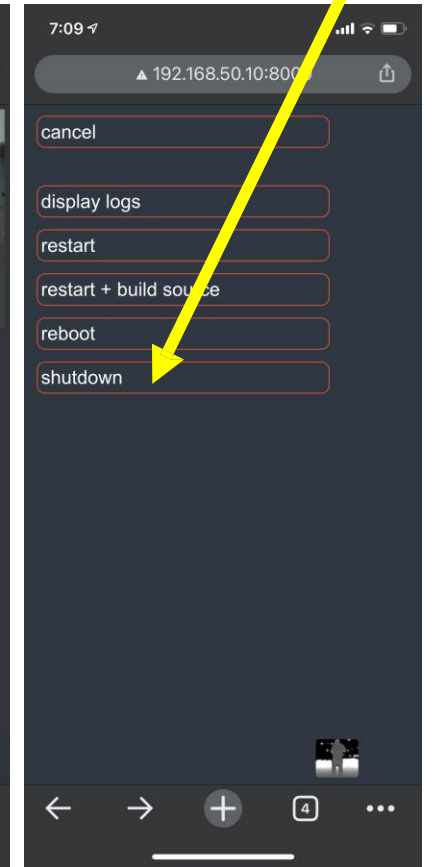 7:09
192.168.50.10:800
cancel
display logs
restart
restart + build source
reboot
shutdown
4